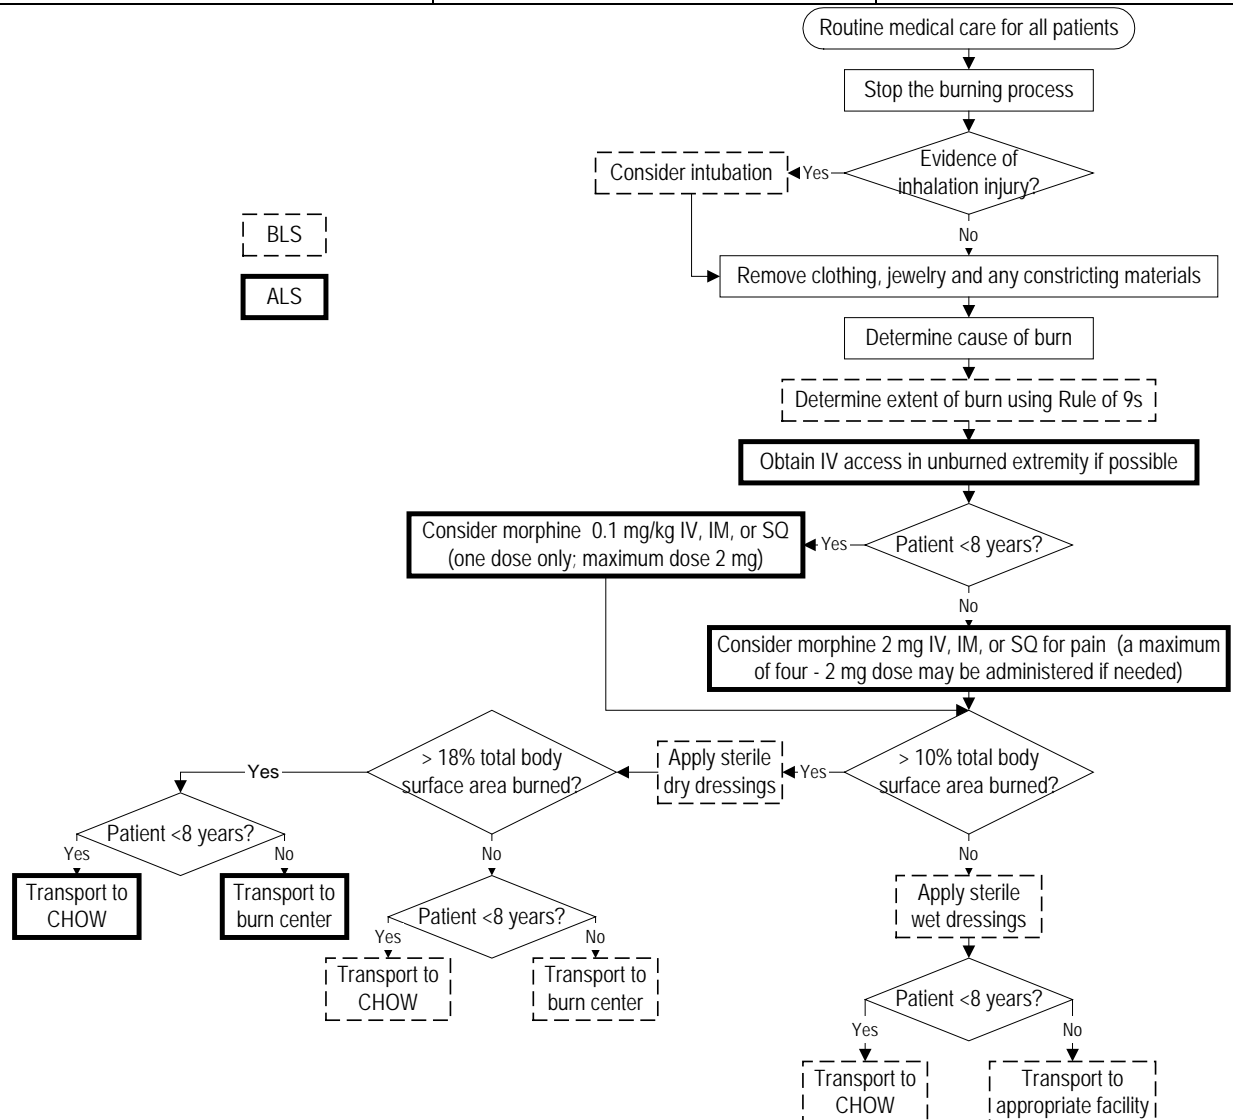 Routine medical care for all patients
Stop the burning process
Evidence of
inhalation injury?
Yes
Consider intubation
No
BLS
ALS
Remove clothing, jewelry and any constricting materials
Determine cause of burn
Determine extent of burn using Rule of 9s
Obtain IV access in unburned extremity if possible
Patient <8 years?
Yes
Consider morphine 0.1 mg/kg IV, IM, or SQ
(one dose only; maximum dose 2 mg)
No
Consider morphine 2 mg IV, IM, or SQ for pain (a maximum
of four - 2 mg dose may be administered if needed)
> 10% total body
surface area burned?
Yes
Apply sterile
dry dressings
> 18% total body
surface area burned?
Yes
Patient <8 years?
Yes
No
Transport to
CHOW
Transport to
burn center
No
Patient <8 years?
Yes
No
Transport to
CHOW
Transport to
burn center
No
Apply sterile
wet dressings
Patient <8 years?
Yes
No
Transport to
CHOW
Transport to
appropriate facility